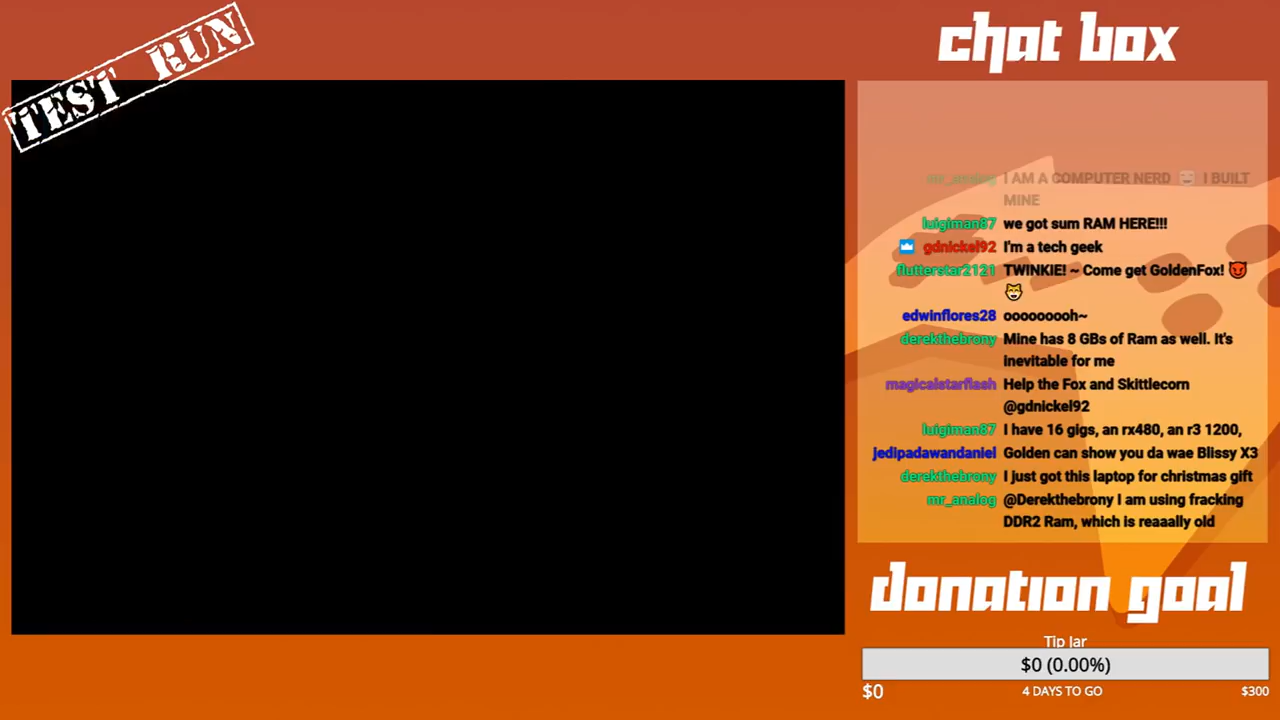 TEST RUN
chat box
mr_analog I AM A COMPUTER NERD I BUILT
MINE
luigiman87 we got sum RAM HERE!!!
gdnickel92 I'm a tech geek
flutterstar2121 TWINKIE! ~ Come get GoldenFox! 😈
😸
edwinflores28 ooooooooh~
derekthebrony Mine has 8 GBs of Ram as well. It's
inevitable for me
magicalstarflash Help the Fox and Skittlecorn
@gdnickel92
luigiman87 I have 16 gigs, an rx480, an r3 1200,
jedipadawandaniel Golden can show you da wae Blissy X3
derekthebrony I just got this laptop for christmas gift
mr_analog @Derekthebrony I am using fracking
DDR2 Ram, which is reaaally old
donation goal
Tip Jar
$0 (0.00%)
$0 4 DAYS TO GO $300